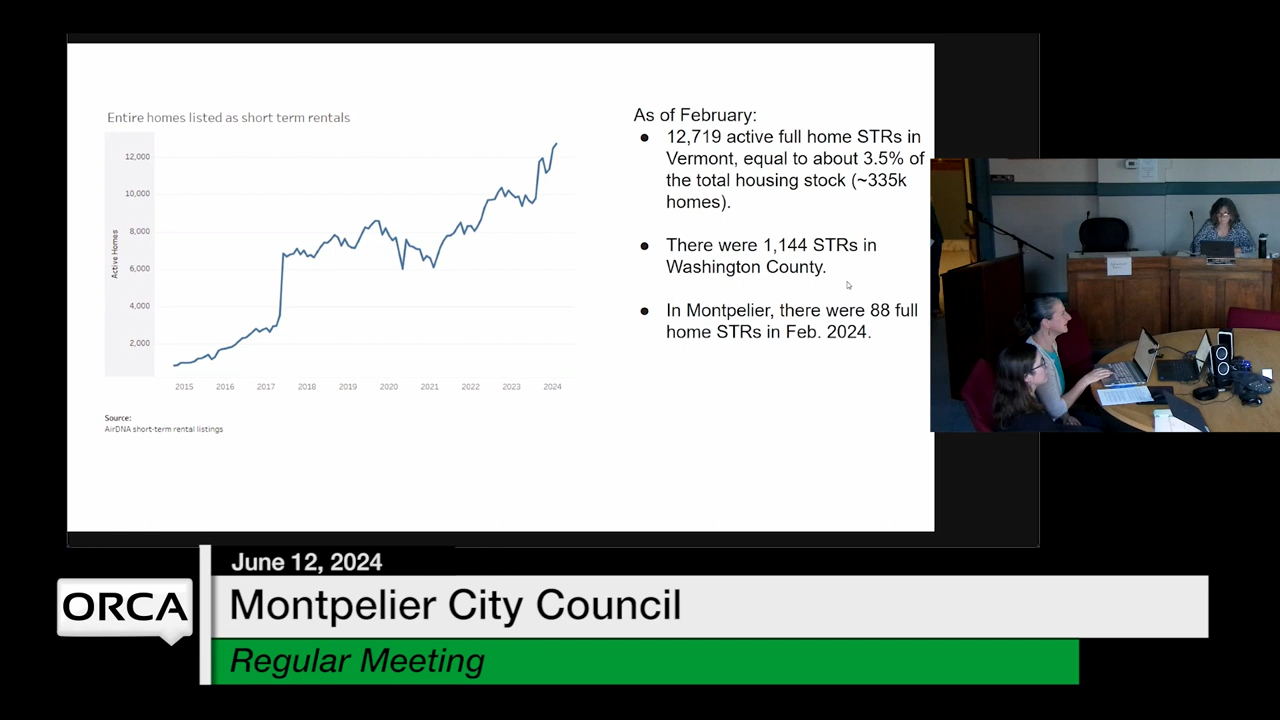 Entire homes listed as short term rentals
12,000
10,000
8,000
6,000
4,000
2,000
Active Homes
2015 2016 2017 2018 2019 2020 2021 2022 2023 2024
Source:
AirDNA short-term rental listings
As of February:
● 12,719 active full home STRs in
Vermont, equal to about 3.5% of
the total housing stock (~335k
homes).
● There were 1,144 STRs in
Washington County.
● In Montpelier, there were 88 full
home STRs in Feb. 2024.
June 12, 2024
ORCA
Montpelier City Council
Regular Meeting